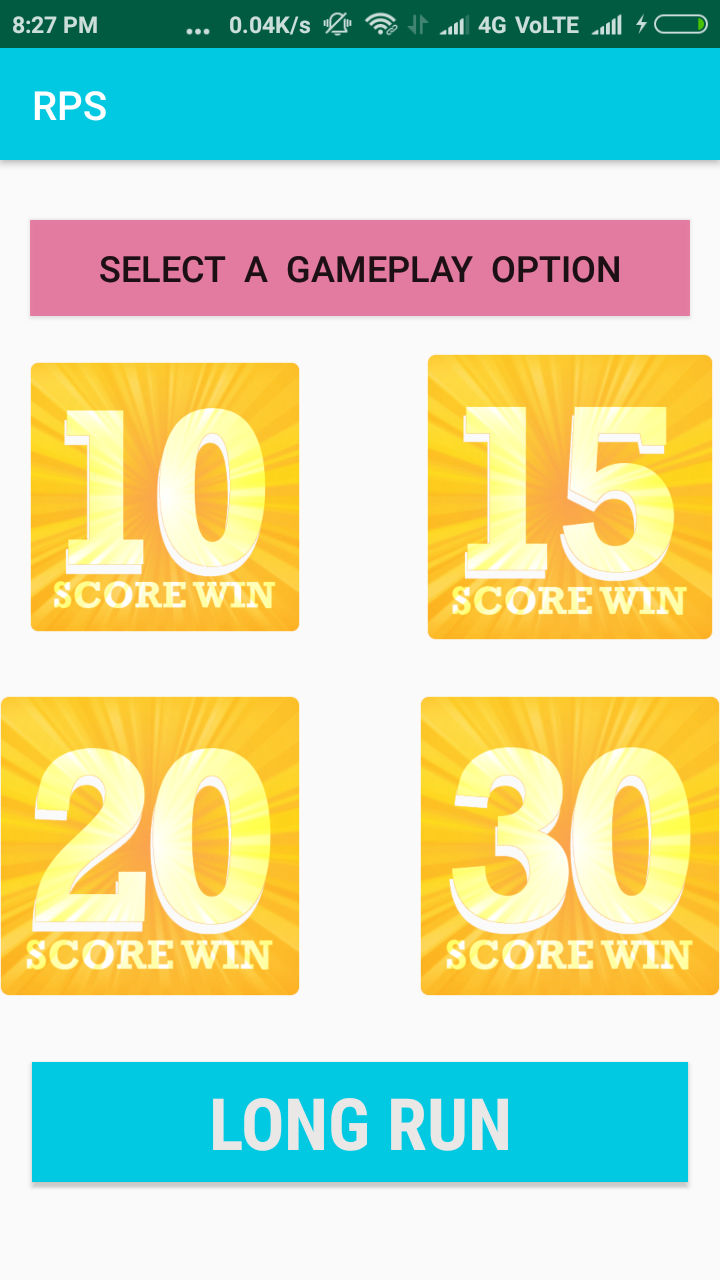 8:27 PM ... 0.04K/s 4G VoLTE
RPS
SELECT A GAMEPLAY OPTION
10
SCORE WIN
15
SCORE WIN
20
SCORE WIN
30
SCORE WIN
LONG RUN